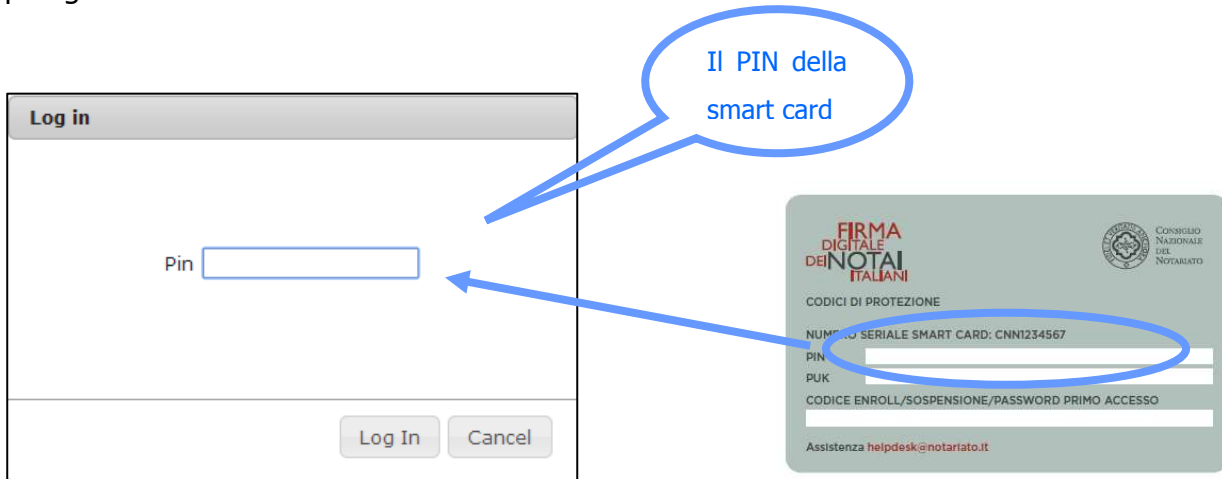 Il PIN della
smart card
Log in
Pin
Log In
Cancel
FIRMA
DIGITALE
DEI NOTAI
ITALIANI
CONSIGLIO
NAZIONALE
DEL
NOTARIATO
CODICI DI PROTEZIONE
NUMERO SERIALE SMART CARD: CNN1234567
PIN
PUK
CODICE ENROLL/SOSPENSIONE/PASSWORD PRIMO ACCESSO
Assistenza helpdesk@notariato.it